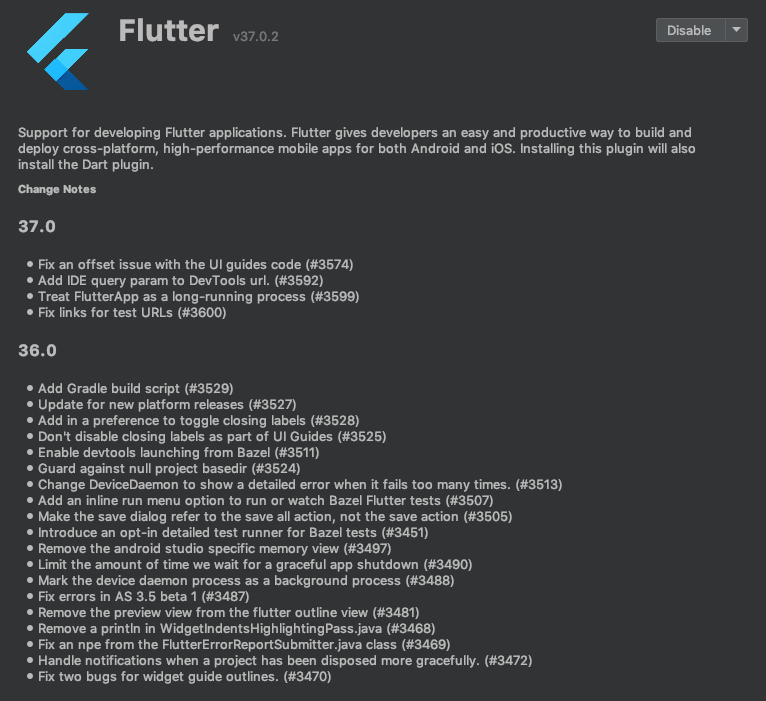 Flutter v37.0.2
Disable
Support for developing Flutter applications. Flutter gives developers an easy and productive way to build and
deploy cross-platform, high-performance mobile apps for both Android and iOS. Installing this plugin will also
install the Dart plugin.
Change Notes
37.0
• Fix an offset issue with the UI guides code (#3574)
• Add IDE query param to DevTools url. (#3592)
• Treat FlutterApp as a long-running process (#3599)
• Fix links for test URLs (#3600)
36.0
• Add Gradle build script (#3529)
• Update for new platform releases (#3527)
• Add in a preference to toggle closing labels (#3528)
• Don't disable closing labels as part of UI Guides (#3525)
• Enable devtools launching from Bazel (#3511)
• Guard against null project basedir (#3524)
• Change DeviceDaemon to show a detailed error when it fails too many times. (#3513)
• Add an inline run menu option to run or watch Bazel Flutter tests (#3507)
• Make the save dialog refer to the save all action, not the save action (#3505)
• Introduce an opt-in detailed test runner for Bazel tests (#3451)
• Remove the android studio specific memory view (#3497)
• Limit the amount of time we wait for a graceful app shutdown (#3490)
• Mark the device daemon process as a background process (#3488)
• Fix errors in AS 3.5 beta 1 (#3487)
• Remove the preview view from the flutter outline view (#3481)
• Remove a println in WidgetIndentsHighlightingPass.java (#3468)
• Fix an npe from the FlutterErrorReportSubmitter.java class (#3469)
• Handle notifications when a project has been disposed more gracefully. (#3472)
• Fix two bugs for widget guide outlines. (#3470)